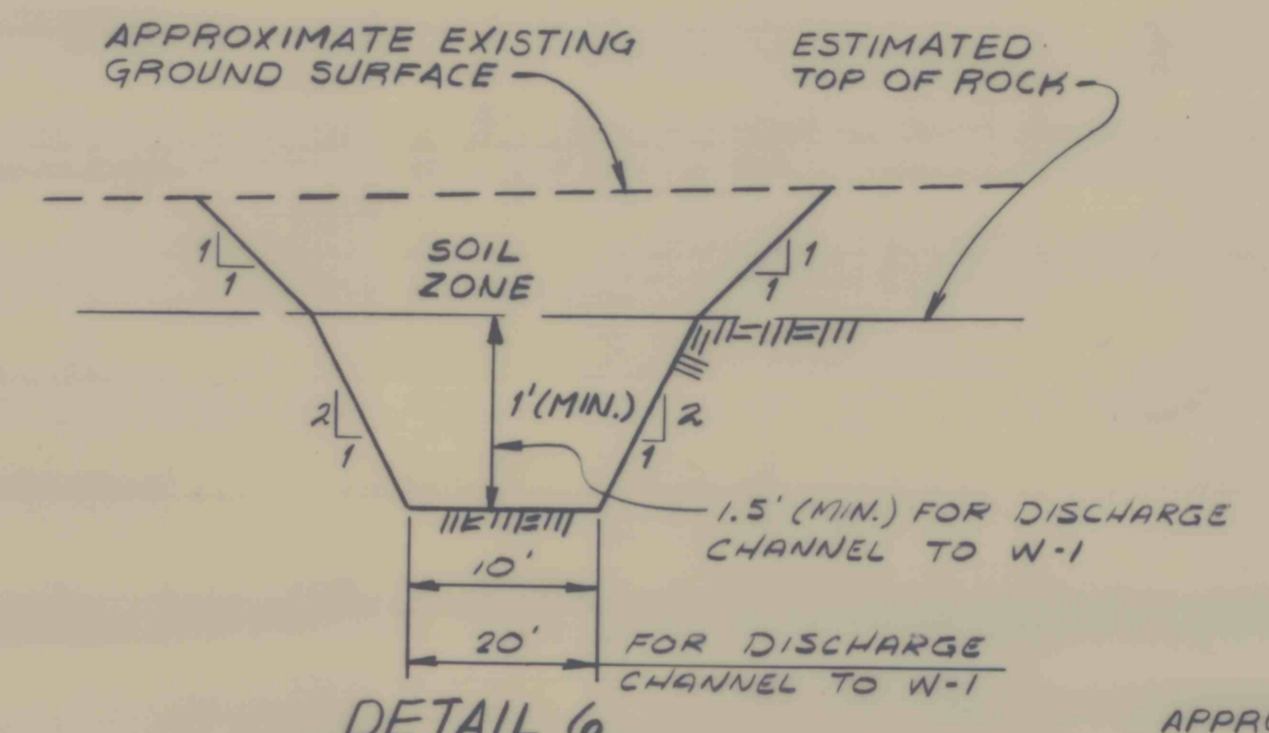 APPROXIMATE EXISTING
GROUND SURFACE
ESTIMATED
TOP OF ROCK
1
1
SOIL
ZONE
1
1
2
1
1'(MIN.)
2
1
1.5' (MIN.) FOR DISCHARGE
CHANNEL TO W-1
10'
20'
FOR DISCHARGE
CHANNEL TO W-1
DETAIL 6